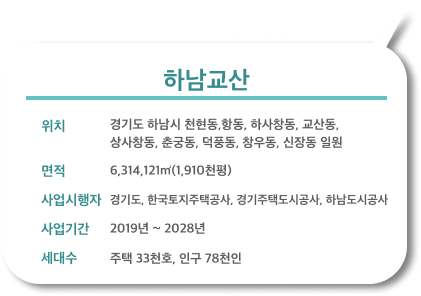 하남교산
위치 경기도 하남시 천현동,항동, 하사창동, 교산동,
상사창동, 춘궁동, 덕풍동, 창우동, 신장동 일원
면적 6,314,121㎡(1,910천평)
사업시행자 경기도, 한국토지주택공사, 경기주택도시공사, 하남도시공사
사업기간 2019년 ~ 2028년
세대수 주택 33천호, 인구 78천인